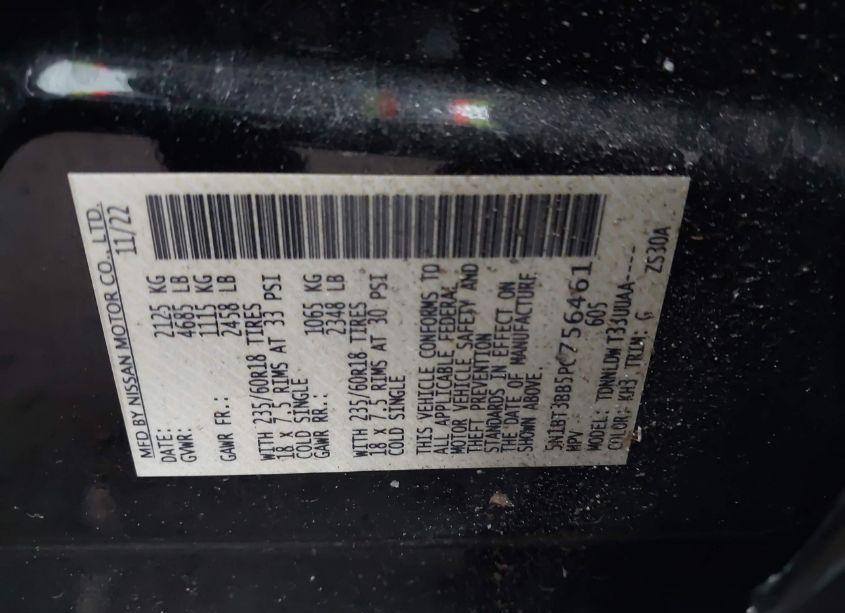 MFD BY NISSAN MOTOR CO., LTD.
DATE: 11/22
GVWR: 2125 KG
4685 LB
GAWR FR.: 1115 KG
2458 LB
WITH 235/60R18 TIRES
18 X 7.5 RIMS AT 33 PSI
COLD SINGLE
GAWR RR.: 1065 KG
2348 LB
WITH 235/60R18 TIRES
18 X 7.5 RIMS AT 30 PSI
COLD SINGLE
THIS VEHICLE CONFORMS TO
ALL APPLICABLE FEDERAL
MOTOR VEHICLE SAFETY AND
THEFT PREVENTION
STANDARDS IN EFFECT ON
THE DATE OF MANUFACTURE
SHOWN ABOVE.
5N1BT3BB5PC756461
MPV 605
MODEL: TDNNLDWT33UUAA----
COLOR: KH3 TRIM: G ZS30A